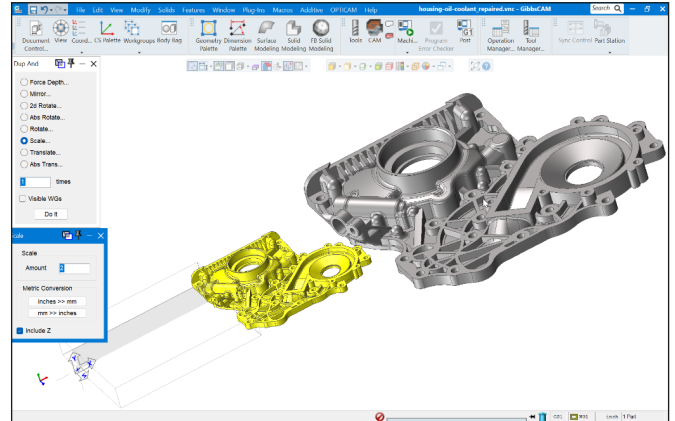 File Edit View Modify Solids Features Window Plug-Ins Macros Additive OPTICAM Help
housing-oil-coolant_repaired.vnc - GibbsCAM
Search
Document Control...
View
Coord...
CS Palette
Workgroups
Body Bag
Geometry Palette
Dimension Palette
Surface Modeling
Solid Modeling
FB Solid Modeling
Tools
CAM
Machi...
Program Error Checker
Post
Operation Manager...
Tool Manager...
Sync Control
Part Station
Dup And
Force Depth...
Mirror...
2d Rotate...
Abs Rotate...
Rotate...
Scale...
Translate...
Abs Trans...
1 times
Visible WGs
Do It
cale
Scale
Amount 2
Metric Conversion
Inches >> mm
mm >> inches
Include Z
1 Part